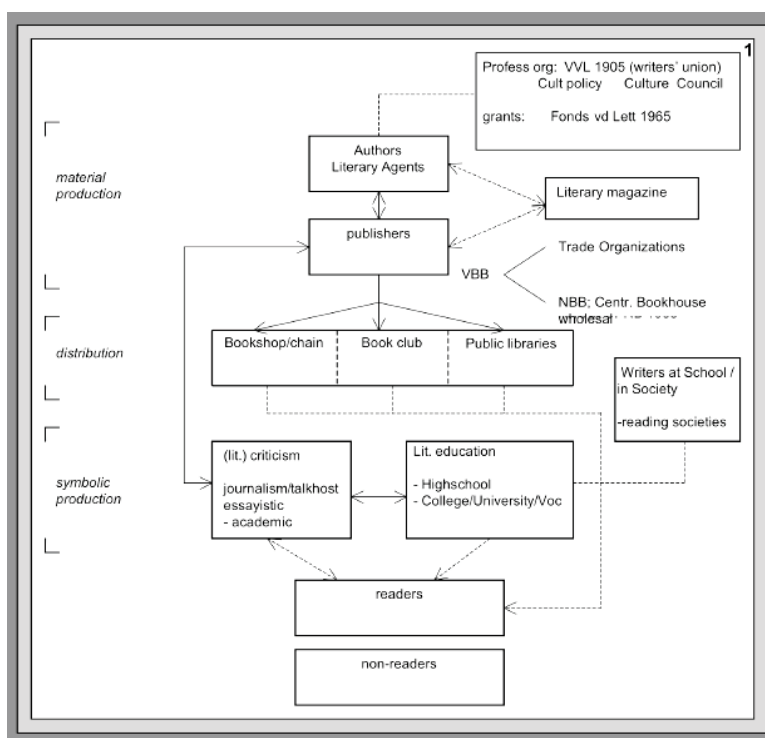 1
Profess org: VVL 1905 (writers' union)
Cult policy Culture Council
grants: Fonds vd Lett 1965
material
production
Authors
Literary Agents
Literary magazine
publishers
VBB
Trade Organizations
NBB; Centr. Bookhouse
wholesal
distribution
Bookshop/chain
Book club
Public libraries
Writers at School /
in Society
-reading societies
symbolic
production
(lit.) criticism
journalism/talkhost
essayistic
- academic
Lit. education
- Highschool
- College/University/Voc
readers
non-readers